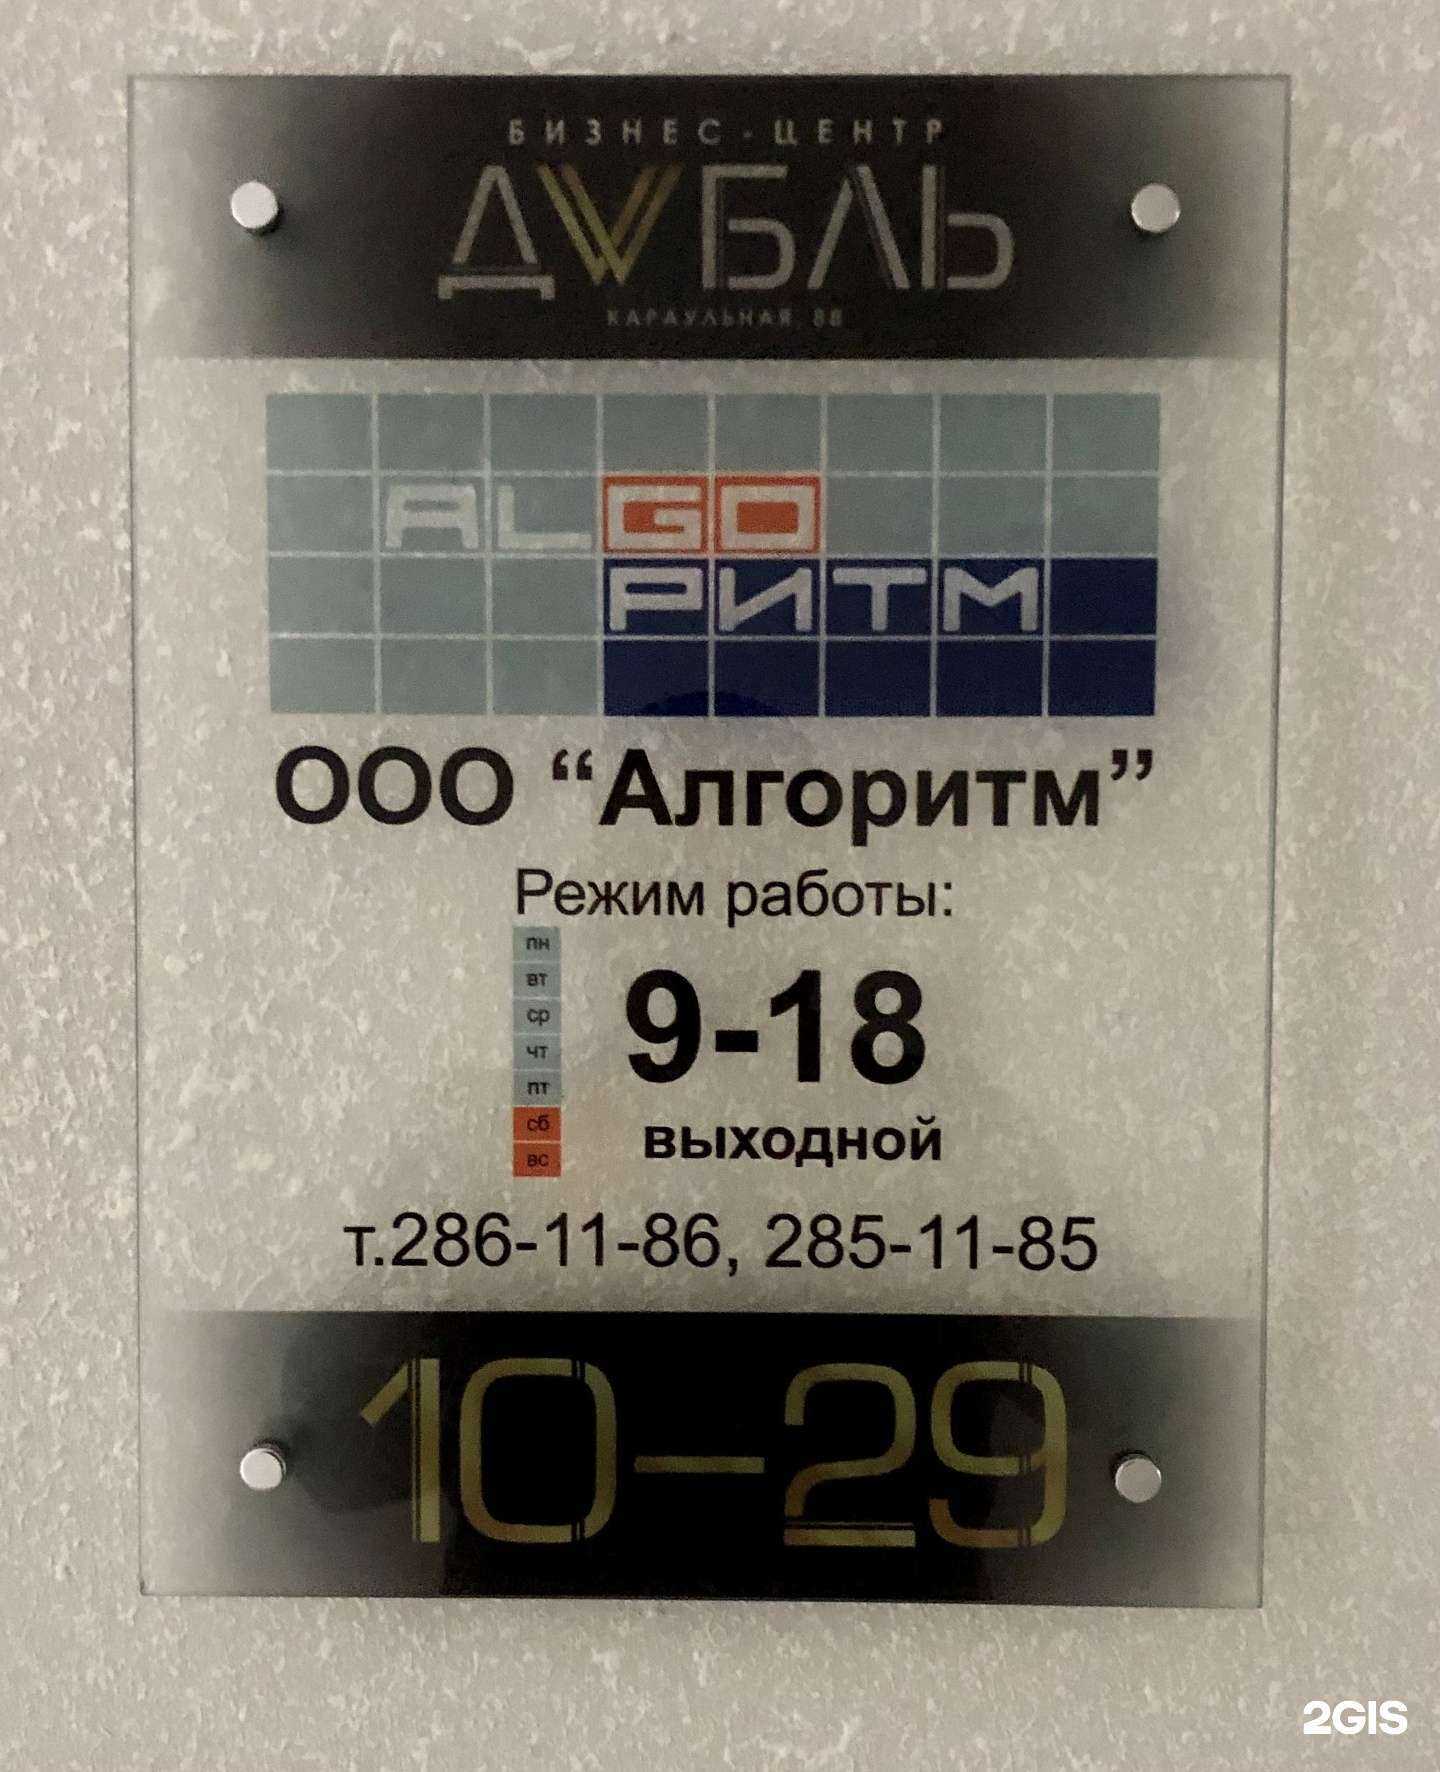 БИЗНЕС-ЦЕНТР
ДУБЛЬ
КАРАУЛЬНАЯ, 88
ALGO
РИТМ
ООО “Алгоритм”
Режим работы:
пн
вт
ср
чт
пт
9-18
сб
вс
выходной
т.286-11-86, 285-11-85
10-29
2GIS